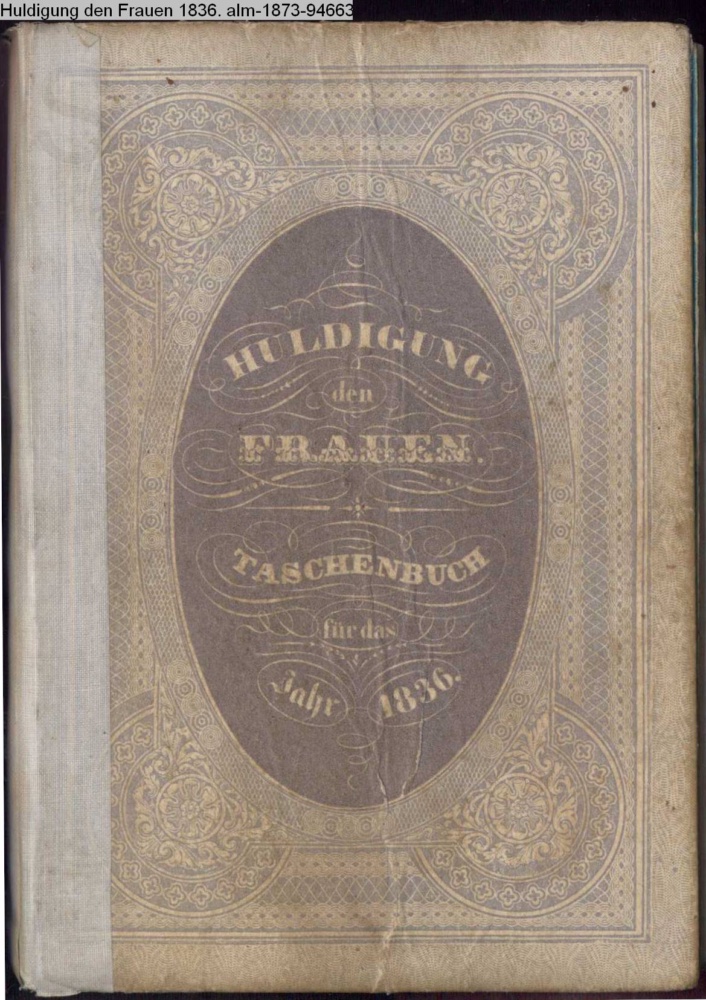 Huldigung den Frauen 1836. alm-1873-94663
HULDIGUNG
den
FRAUEN.
TASCHENBUCH
für das
Jahr 1836.